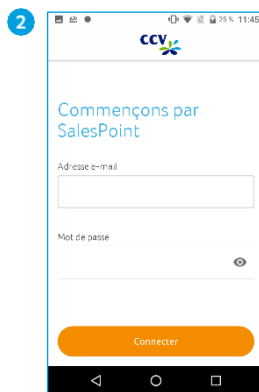 2
25 % 11:45
CCV
Commençons par
SalesPoint
Adresse e-mail
Mot de passe
Connecter